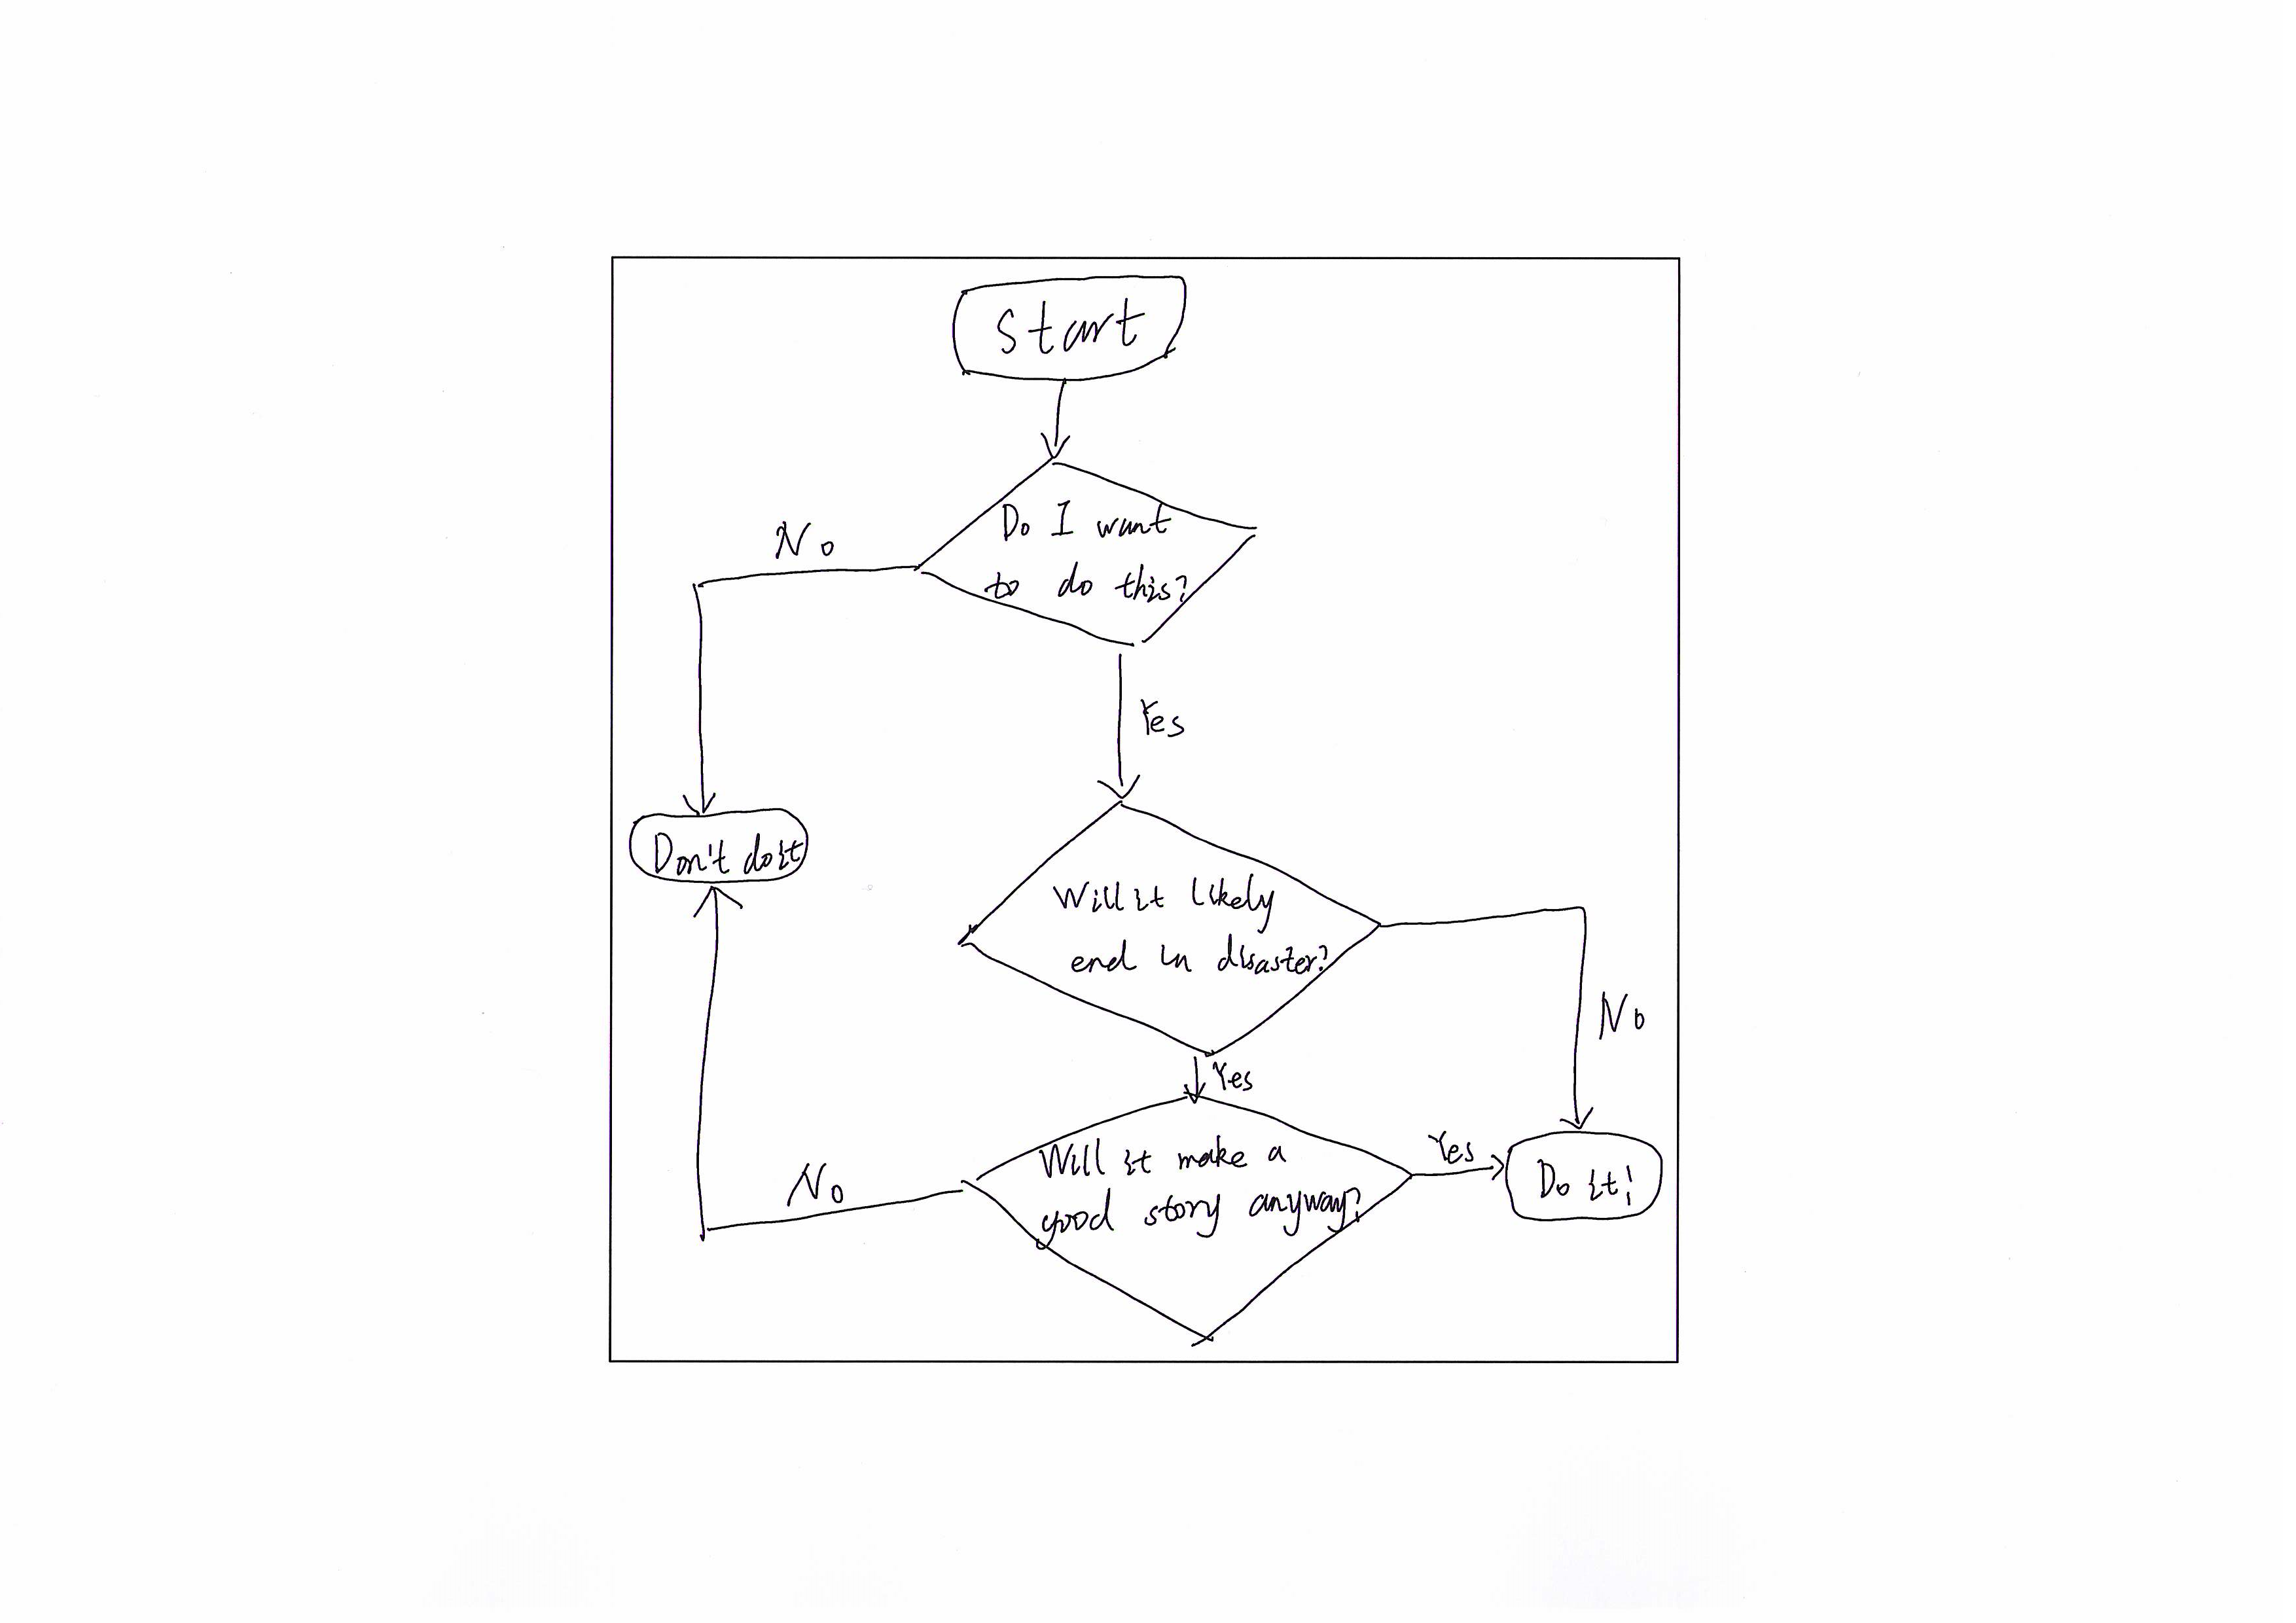 start
Do I want
to do this?
No
Yes
Don't do it
Will it likely
end in disaster?
No
Yes
Will it make a
good story anyway?
No
Yes
Do it!